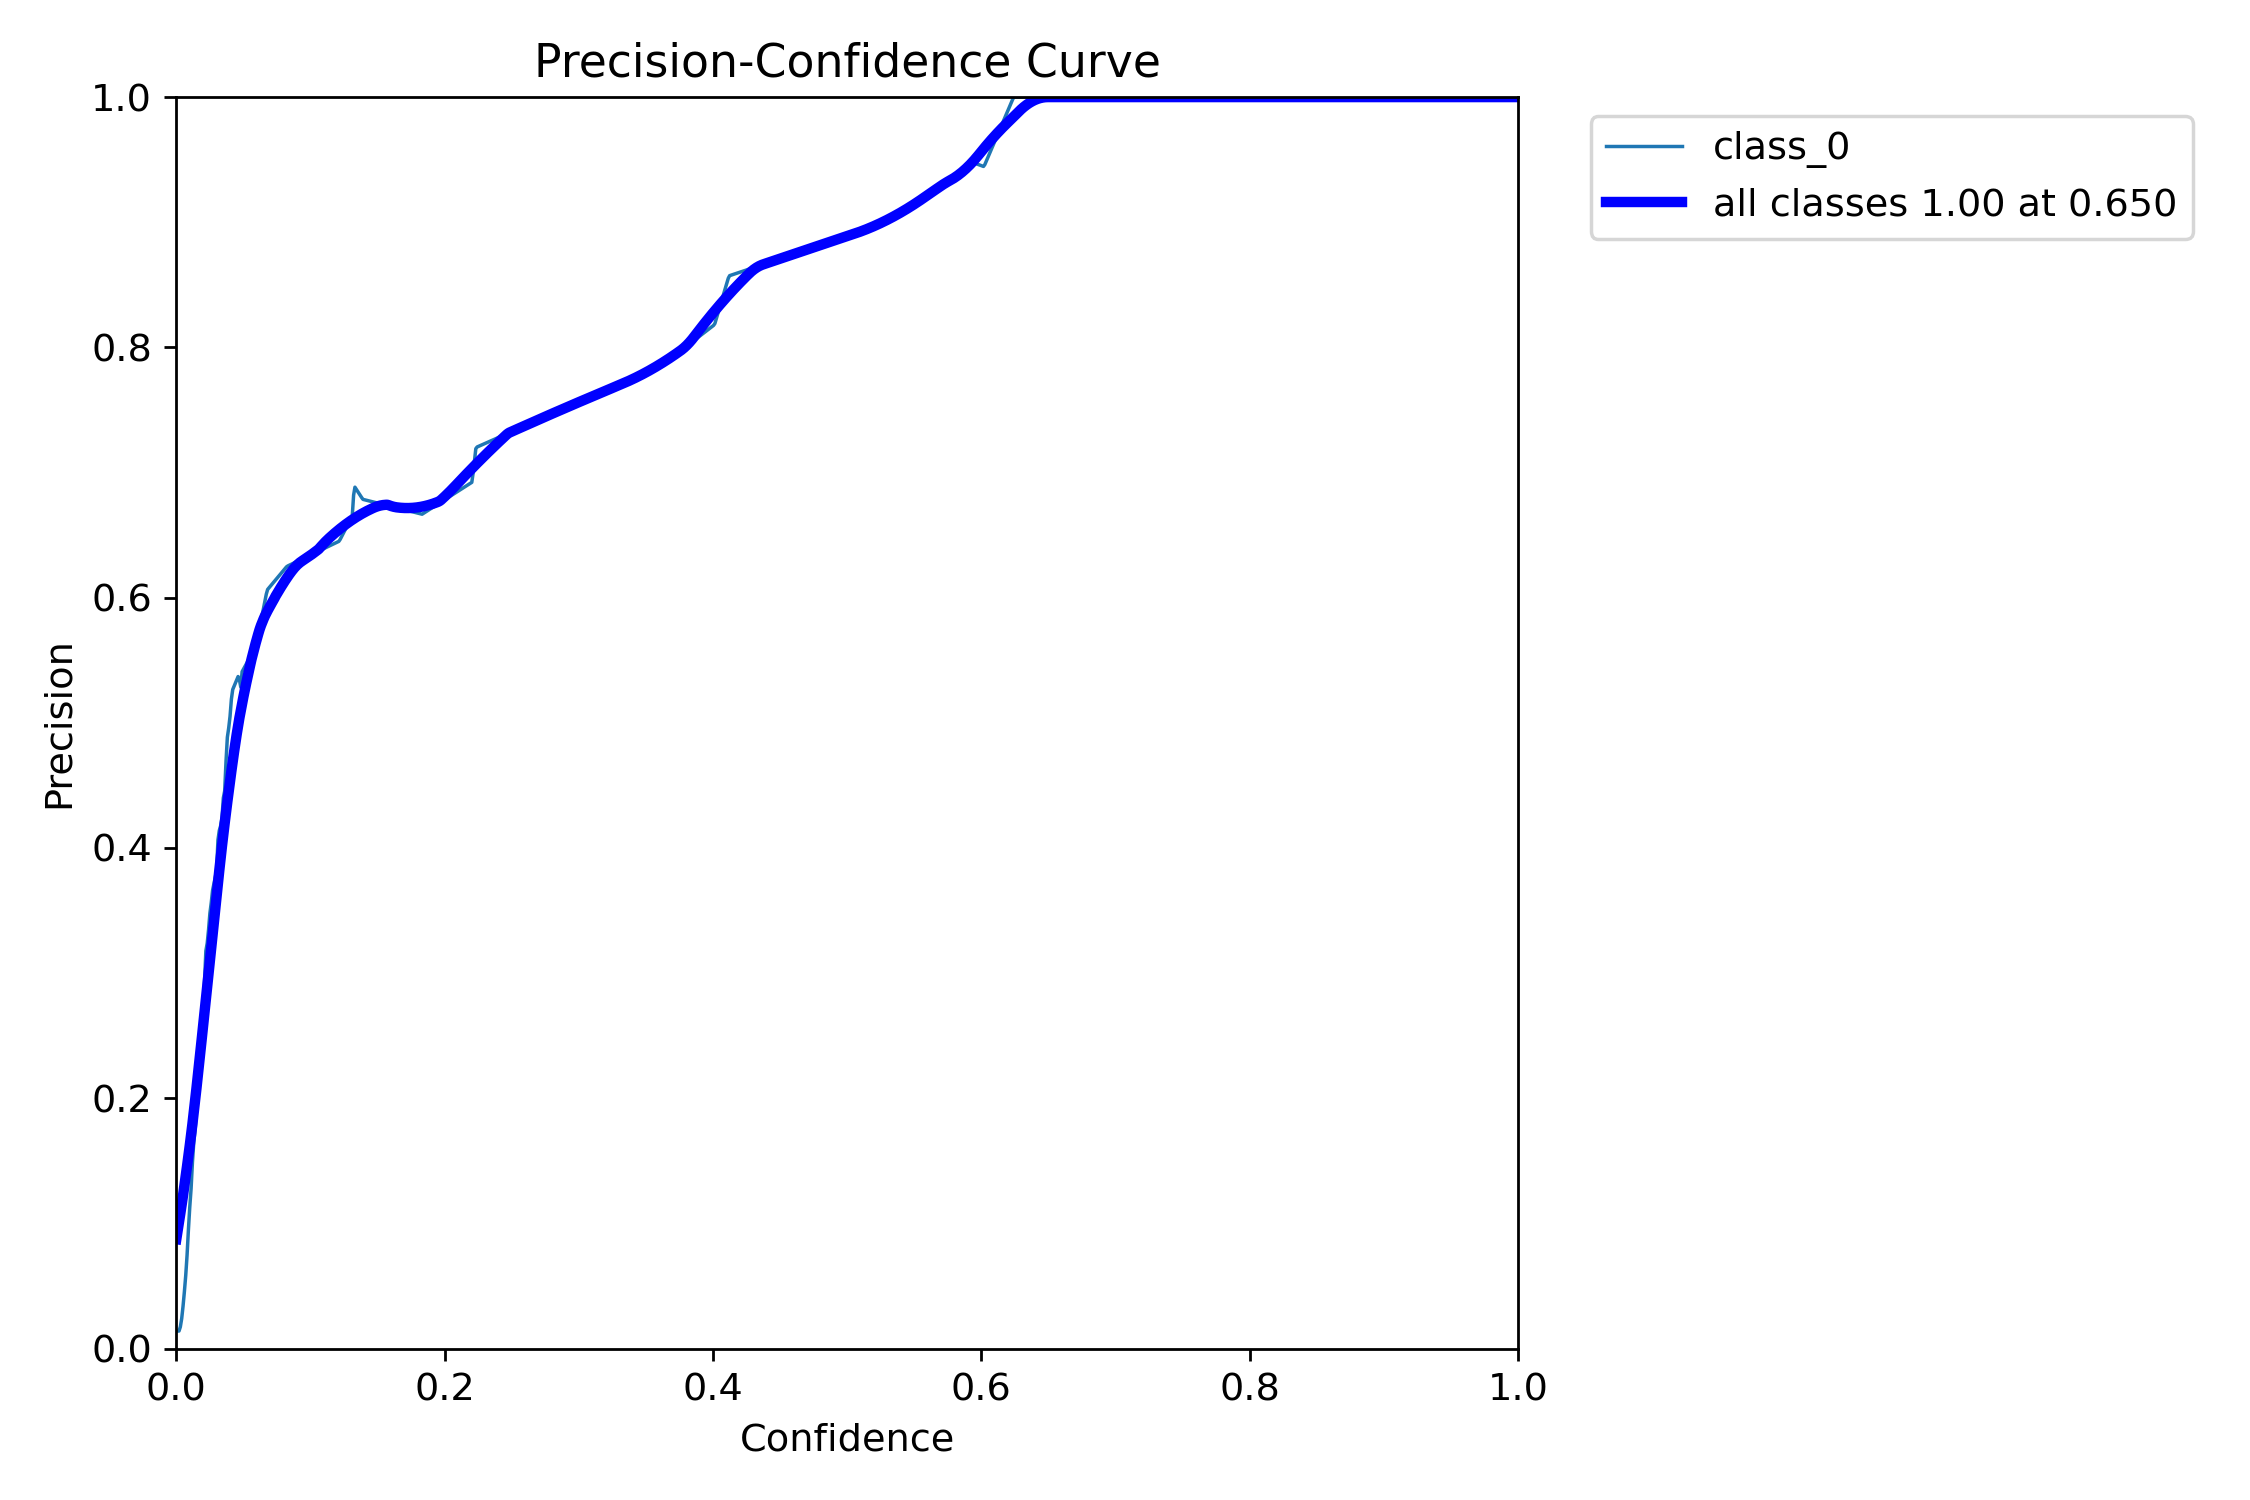 Precision-Confidence Curve
1.0
0.8
0.6
0.4
0.2
0.0
Precision
0.0 0.2 0.4 0.6 0.8 1.0
Confidence
class_0
all classes 1.00 at 0.650